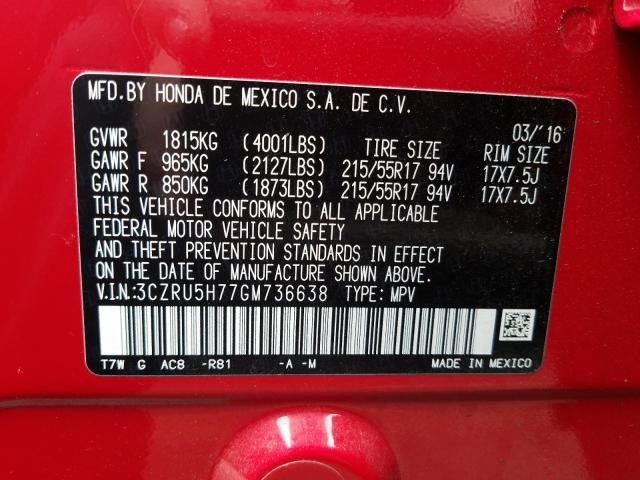 MFD.BY HONDA DE MEXICO S.A. DE C.V.
03/'16
GVWR 1815KG (4001LBS) TIRE SIZE RIM SIZE
GAWR F 965KG (2127LBS) 215/55R17 94V 17X7.5J
GAWR R 850KG (1873LBS) 215/55R17 94V 17X7.5J
THIS VEHICLE CONFORMS TO ALL APPLICABLE
FEDERAL MOTOR VEHICLE SAFETY
AND THEFT PREVENTION STANDARDS IN EFFECT
ON THE DATE OF MANUFACTURE SHOWN ABOVE.
V.I.N:3CZRU5H77GM736638 TYPE: MPV
T7W G AC8 -R81 -A -M MADE IN MEXICO